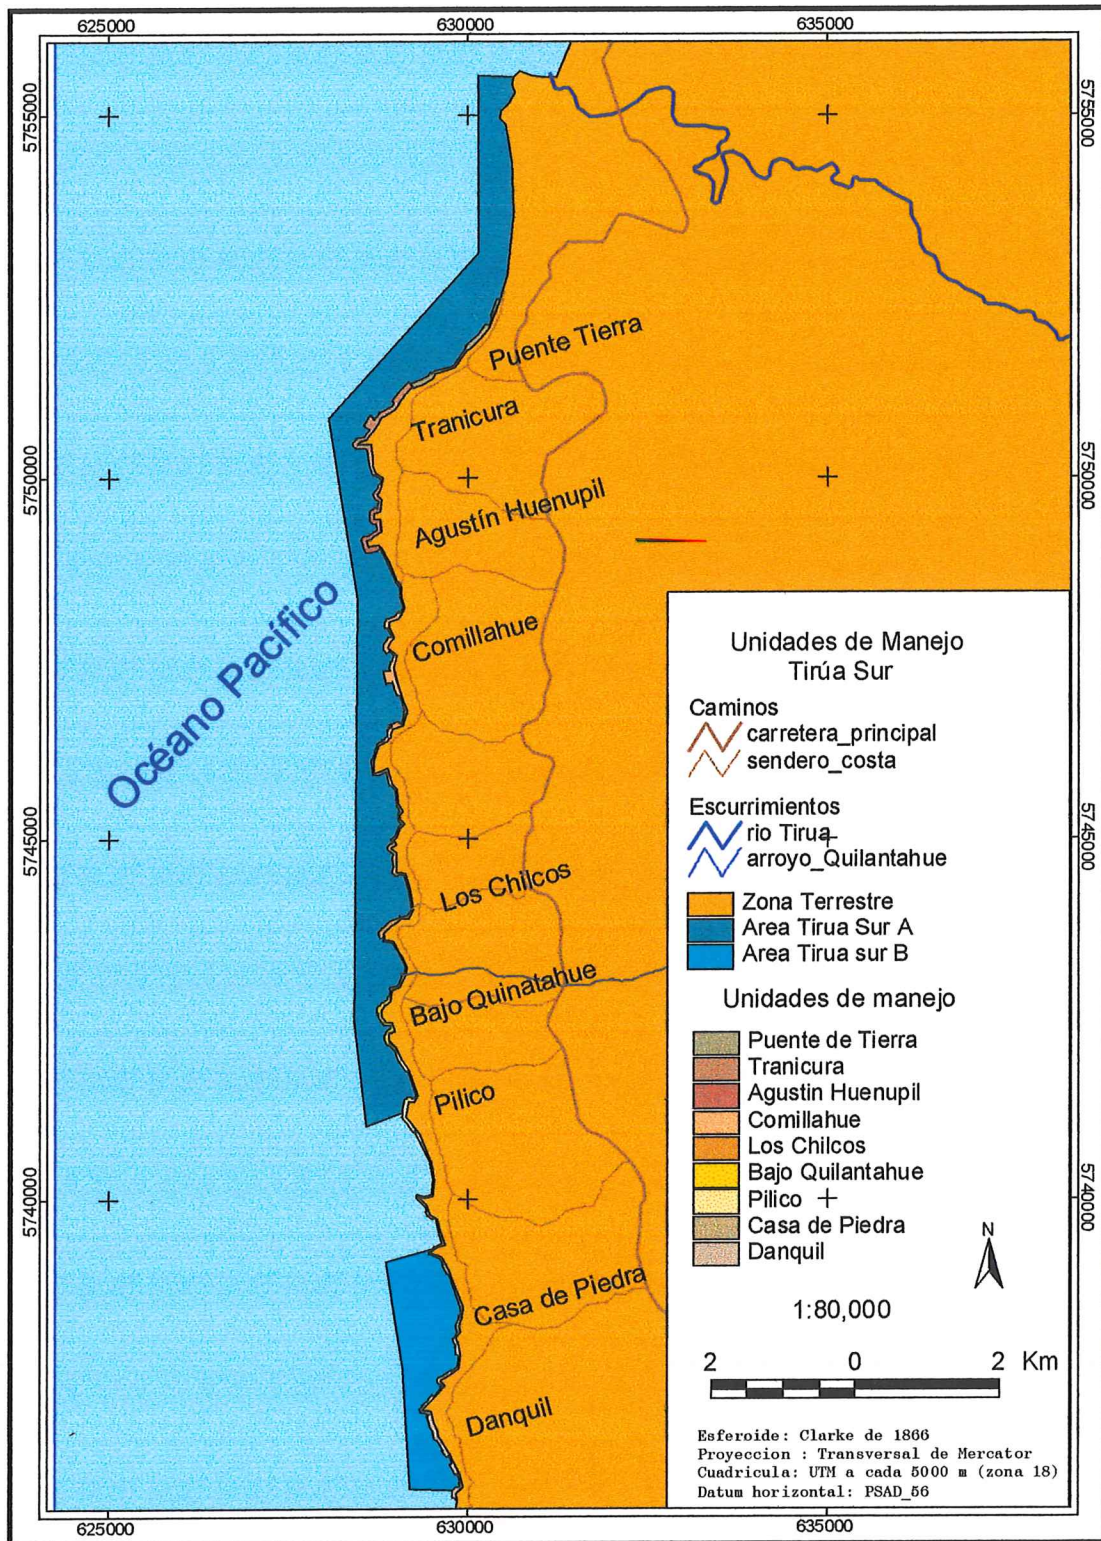 625000
630000
635000
5755000
5755000
Puente Tierra
Tranicura
5750000
5750000
Agustín Huenupil
Océano Pacífico
Comillahue
Unidades de Manejo
Tirúa Sur
Caminos
carretera_principal
sendero_costa
Escurrimientos
rio Tirua
arroyo_Quilantahue
5745000
5745000
Los Chilcos
Zona Terrestre
Area Tirua Sur A
Area Tirua sur B
Bajo Quinatahue
Unidades de manejo
Puente de Tierra
Tranicura
Agustin Huenupil
Comillahue
Los Chilcos
Bajo Quilantahue
Pilico
Casa de Piedra
Danquil
Pilico
5740000
5740000
N
Casa de Piedra
1:80,000
2 0 2 Km
Danquil
Esferoide: Clarke de 1866
Proyeccion : Transversal de Mercator
Cuadricula: UTM a cada 5000 m (zona 18)
Datum horizontal: PSAD_56
625000
630000
635000